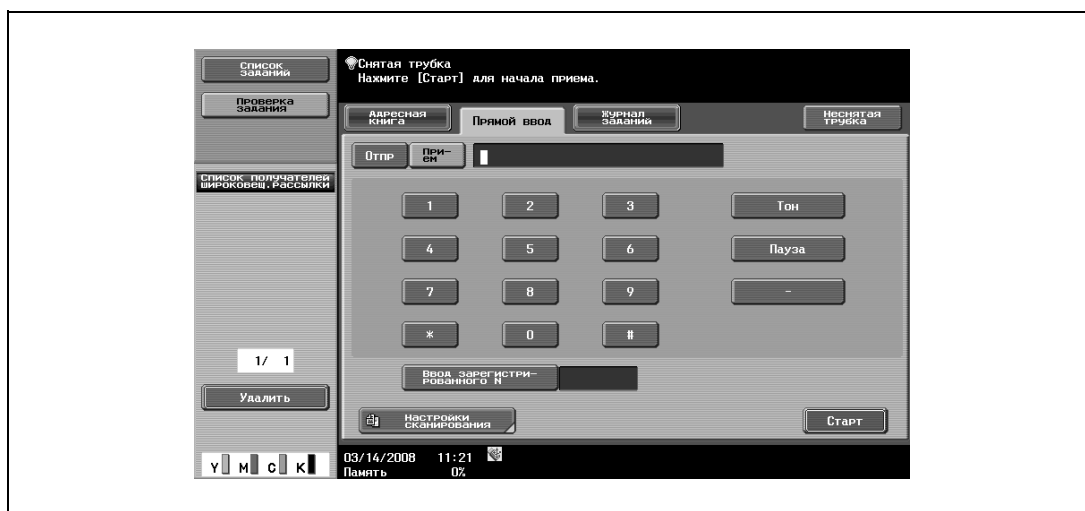 Список
заданий
Проверка
задания
Список получателей
широковещ.рассылки
1/ 1
Удалить
Y M C K
Снятая трубка
Нажмите [Старт] для начала приема.
Адресная
книга
Прямой ввод
Журнал
заданий
Неснятая
трубка
Отпр
При-
ем
1 2 3 Тон
4 5 6 Пауза
7 8 9 -
* 0 #
Ввод зарегистри-
рованного N
Настройки
сканирования
Старт
03/14/2008 11:21
Память 0%